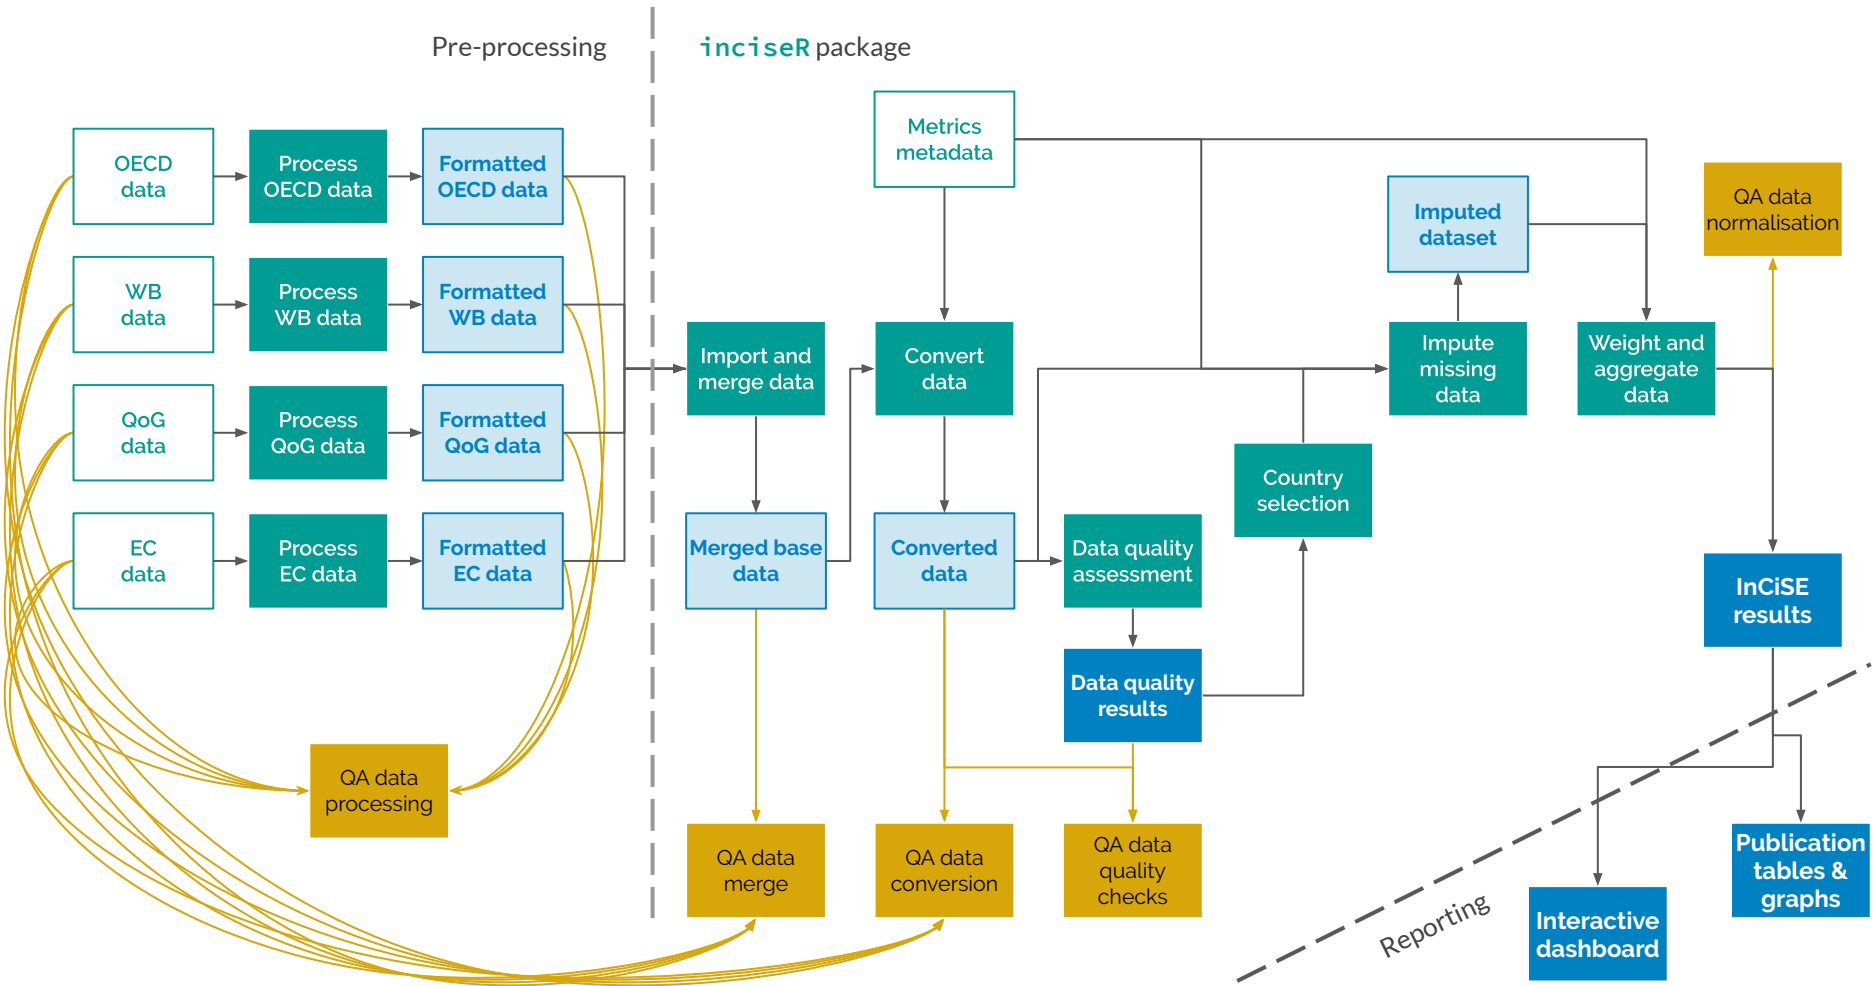 Pre-processing
inciseR package
OECD
data
Process
OECD data
Formatted
OECD data
WB
data
Process
WB data
Formatted
WB data
QoG
data
Process
QoG data
Formatted
QoG data
EC
data
Process
EC data
Formatted
EC data
QA data
processing
Metrics
metadata
Import and
merge data
Convert
data
Merged base
data
Converted
data
Data quality
assessment
Data quality
results
Country
selection
Imputed
dataset
Impute
missing
data
Weight and
aggregate
data
QA data
normalisation
InCiSE
results
QA data
merge
QA data
conversion
QA data
quality
checks
Reporting
Interactive
dashboard
Publication
tables &
graphs